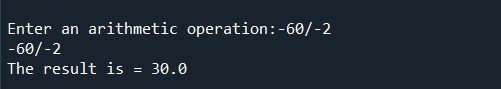 Enter an arithmetic operation:-60/-2
-60/-2
The result is = 30.0